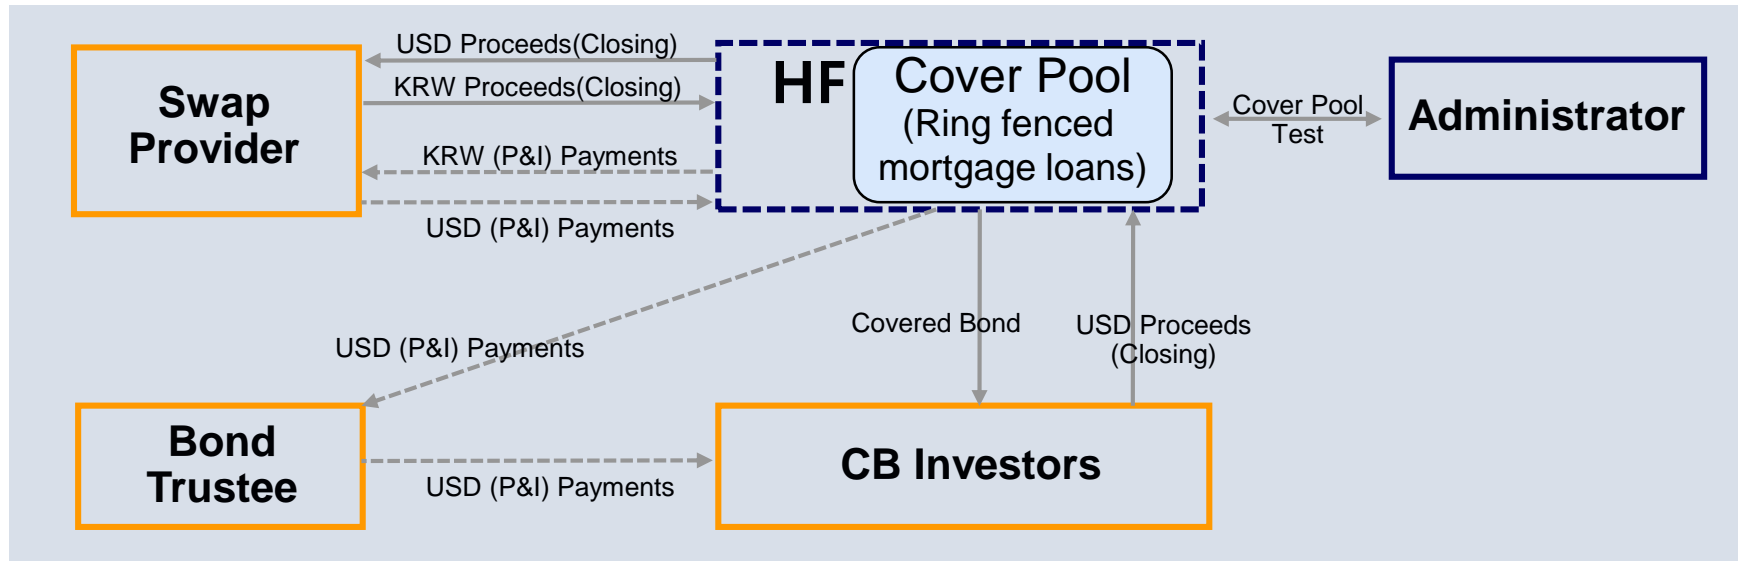 USD Proceeds(Closing)
KRW Proceeds(Closing)
Swap
Provider
KRW (P&I) Payments
USD (P&I) Payments
HF
Cover Pool
(Ring fenced
mortgage loans)
Cover Pool
Test
Administrator
USD (P&I) Payments
Covered Bond
USD Proceeds
(Closing)
Bond
Trustee
USD (P&I) Payments
CB Investors